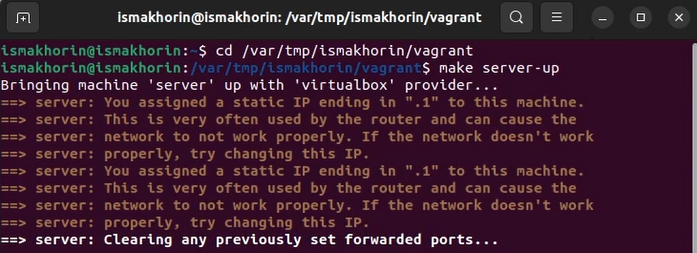 ismakhorin@ismakhorin: /var/tmp/ismakhorin/vagrant
ismakhorin@ismakhorin:~$ cd /var/tmp/ismakhorin/vagrant
ismakhorin@ismakhorin:/var/tmp/ismakhorin/vagrant$ make server-up
Bringing machine 'server' up with 'virtualbox' provider...
==> server: You assigned a static IP ending in ".1" to this machine.
==> server: This is very often used by the router and can cause the
==> server: network to not work properly. If the network doesn't work
==> server: properly, try changing this IP.
==> server: You assigned a static IP ending in ".1" to this machine.
==> server: This is very often used by the router and can cause the
==> server: network to not work properly. If the network doesn't work
==> server: properly, try changing this IP.
==> server: Clearing any previously set forwarded ports...